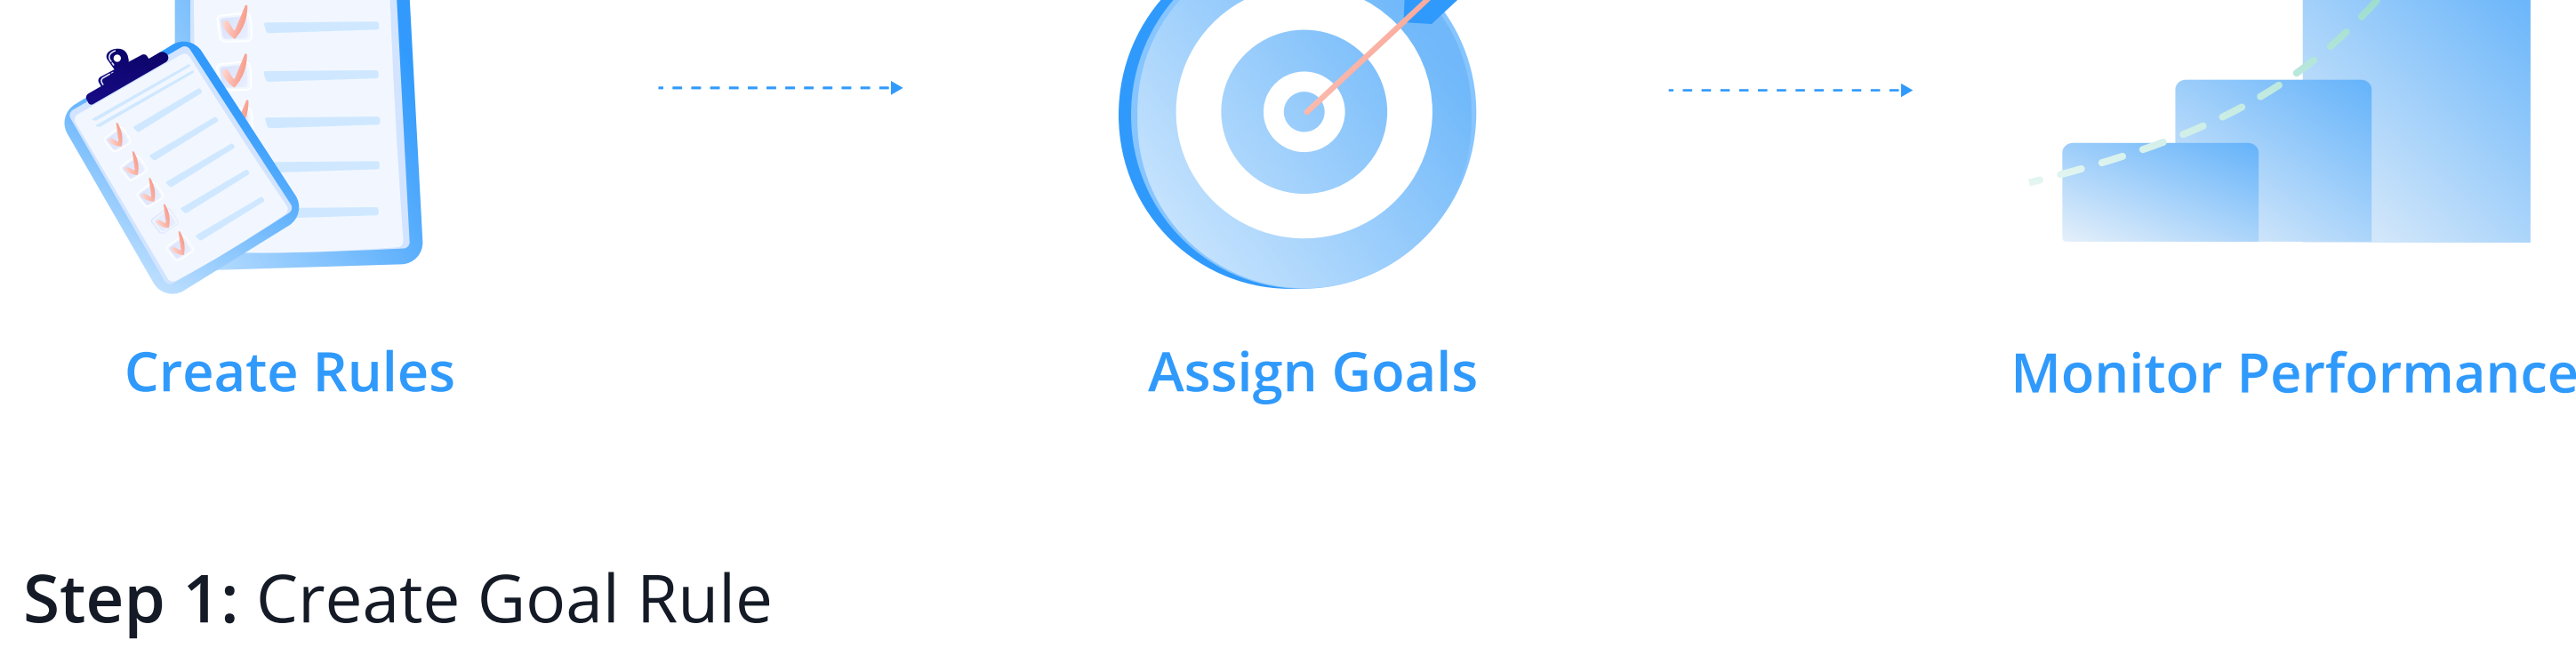 Create Rules
Assign Goals
Monitor Performance
Step 1: Create Goal Rule